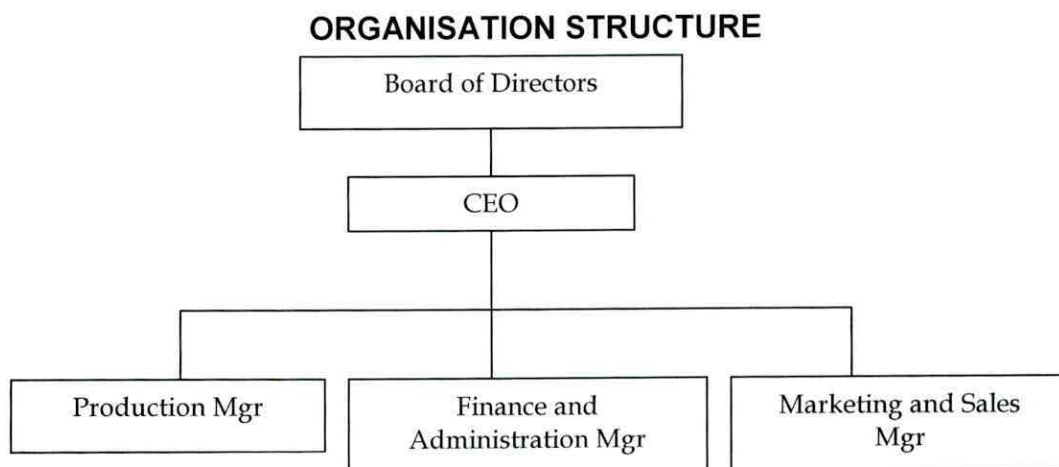 ORGANISATION STRUCTURE
Board of Directors
CEO
Production Mgr
Finance and
Administration Mgr
Marketing and Sales
Mgr